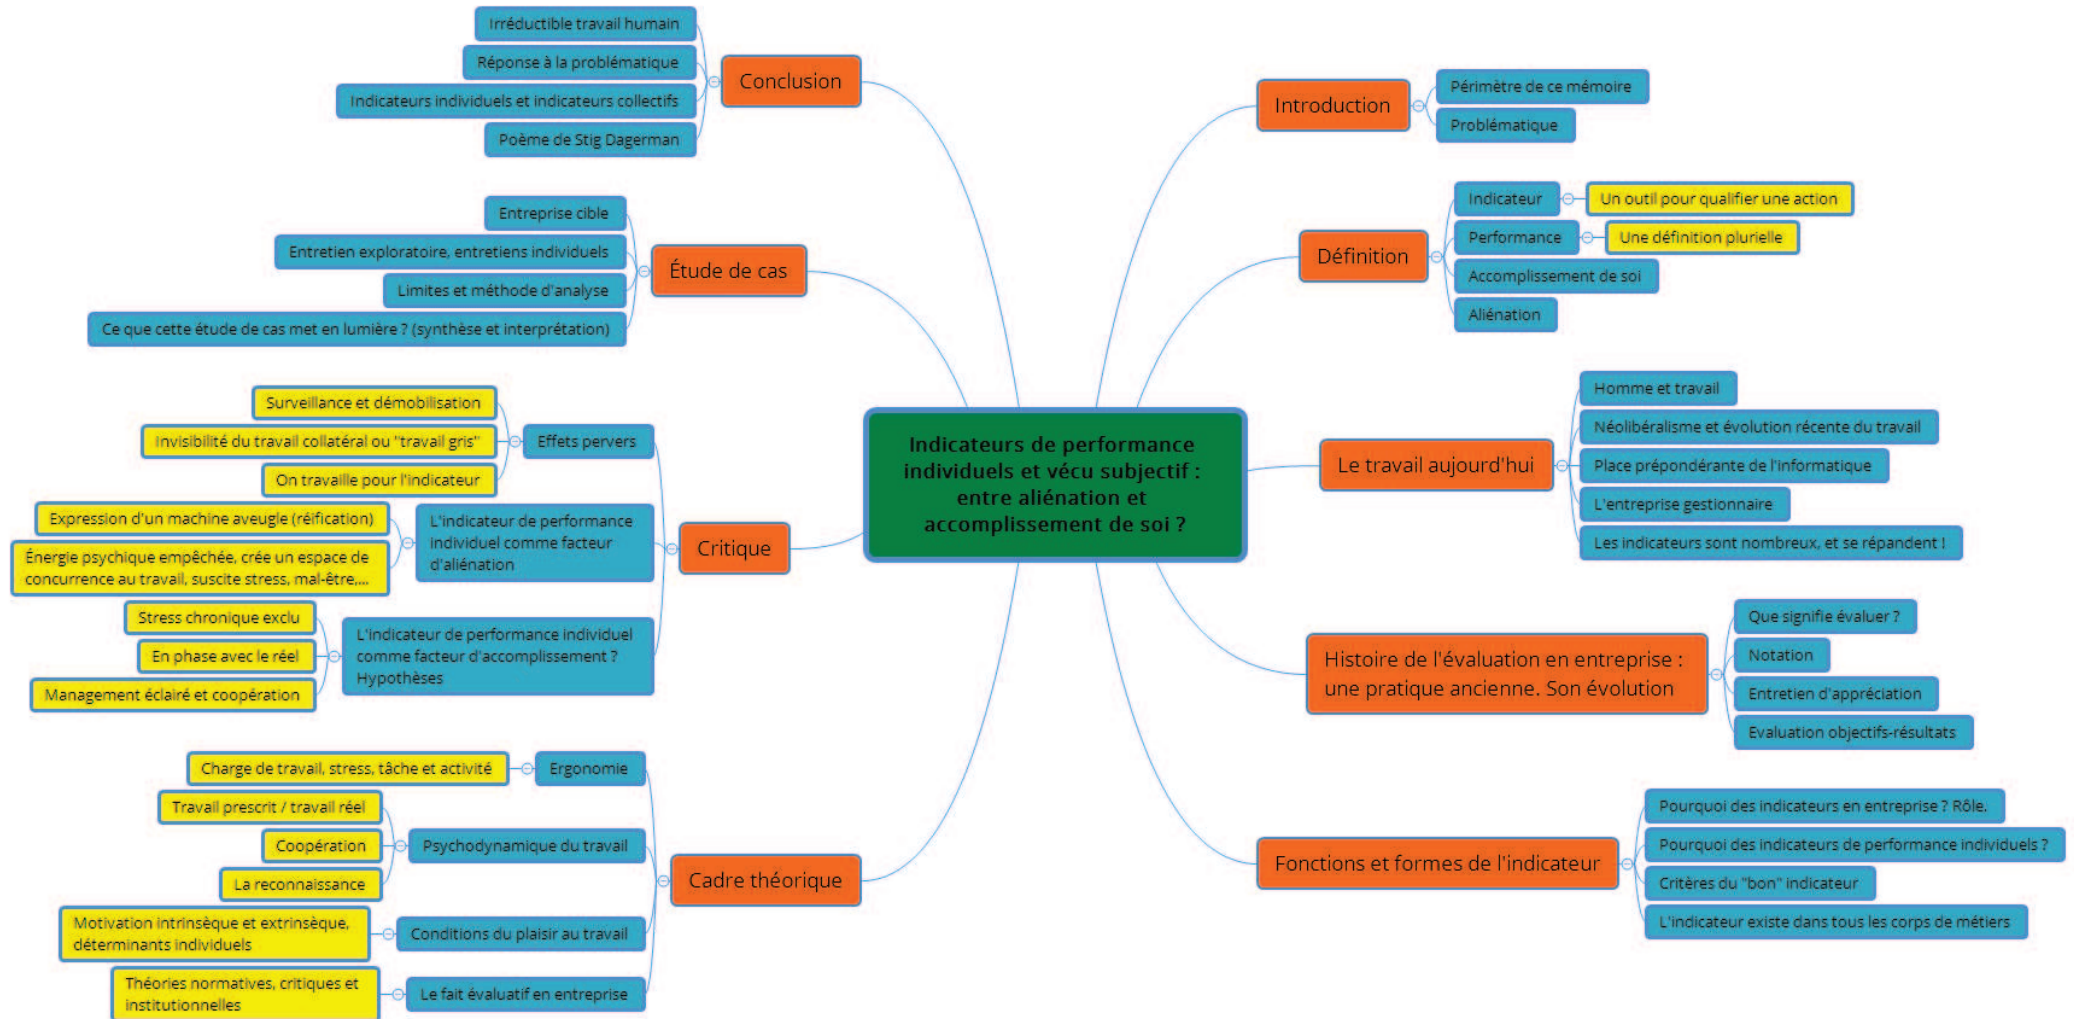 Indicateurs de performance
individuels et vécu subjectif :
entre aliénation et
accomplissement de soi ?
Introduction
Périmètre de ce mémoire
Problématique
Définition
Indicateur
Un outil pour qualifier une action
Performance
Une définition plurielle
Accomplissement de soi
Aliénation
Le travail aujourd'hui
Homme et travail
Néolibéralisme et évolution récente du travail
Place prépondérante de l'informatique
L'entreprise gestionnaire
Les indicateurs sont nombreux, et se répandent !
Histoire de l'évaluation en entreprise :
une pratique ancienne. Son évolution
Que signifie évaluer ?
Notation
Entretien d'appréciation
Evaluation objectifs-résultats
Fonctions et formes de l'indicateur
Pourquoi des indicateurs en entreprise ? Rôle.
Pourquoi des indicateurs de performance individuels ?
Critères du "bon" indicateur
L'indicateur existe dans tous les corps de métiers
Cadre théorique
Ergonomie
Charge de travail, stress, tâche et activité
Psychodynamique du travail
Travail prescrit / travail réel
Coopération
La reconnaissance
Conditions du plaisir au travail
Motivation intrinsèque et extrinsèque,
déterminants individuels
Le fait évaluatif en entreprise
Théories normatives, critiques et
institutionnelles
Critique
Effets pervers
Surveillance et démobilisation
Invisibilité du travail collatéral ou "travail gris"
On travaille pour l'indicateur
L'indicateur de performance
individuel comme facteur
d'aliénation
Expression d'un machine aveugle (réification)
Énergie psychique empêchée, crée un espace de
concurrence au travail, suscite stress, mal-être,...
L'indicateur de performance individuel
comme facteur d'accomplissement ?
Hypothèses
Stress chronique exclu
En phase avec le réel
Management éclairé et coopération
Étude de cas
Entreprise cible
Entretien exploratoire, entretiens individuels
Limites et méthode d'analyse
Ce que cette étude de cas met en lumière ? (synthèse et interprétation)
Conclusion
Irréductible travail humain
Réponse à la problématique
Indicateurs individuels et indicateurs collectifs
Poème de Stig Dagerman